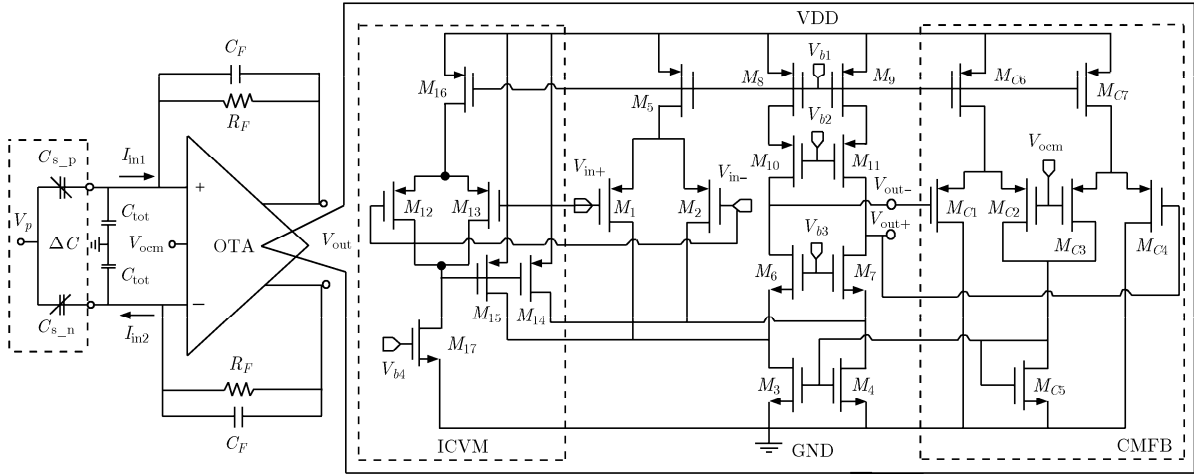 C_F
R_F
C_s_p
I_in1
V_p
ΔC
C_tot
V_ocm
C_tot
C_s_n
I_in2
+
OTA
−
V_out
R_F
C_F
VDD
M_16
M_5
M_8
V_b1
M_9
M_C6
M_C7
V_b2
M_10
M_11
V_ocm
M_12
M_13
V_in+
M_1
M_2
V_in−
V_out−
V_out+
M_C1
M_C2
M_C3
M_C4
V_b3
M_6
M_7
M_15
M_14
M_17
V_b4
M_3
M_4
M_C5
ICVM
GND
CMFB